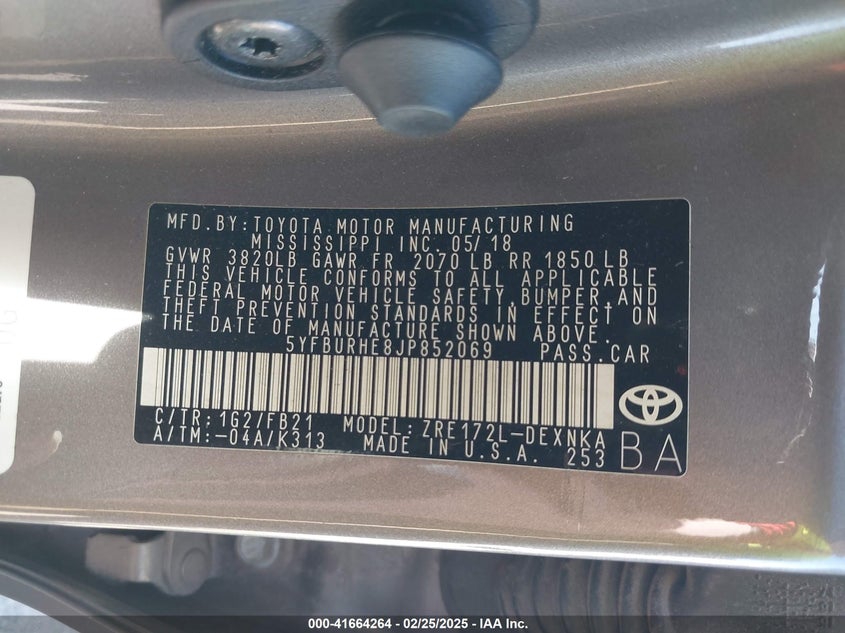 MFD.BY:TOYOTA MOTOR MANUFACTURING
MISSISSIPPI INC. 05/18
GVWR 3820LB GAWR FR 2070 LB RR 1850 LB
THIS VEHICLE CONFORMS TO ALL APPLICABLE
FEDERAL MOTOR VEHICLE SAFETY,BUMPER,AND
THEFT PREVENTION STANDARDS IN EFFECT ON
THE DATE OF MANUFACTURE SHOWN ABOVE.
5YFBURHE8JP852069 PASS.CAR
C/TR:1G2/FB21 MODEL:ZRE172L-DEXNKA
A/TM:-04A/K313 MADE IN U.S.A. 253
BA
000-41664264 - 02/25/2025 - IAA Inc.